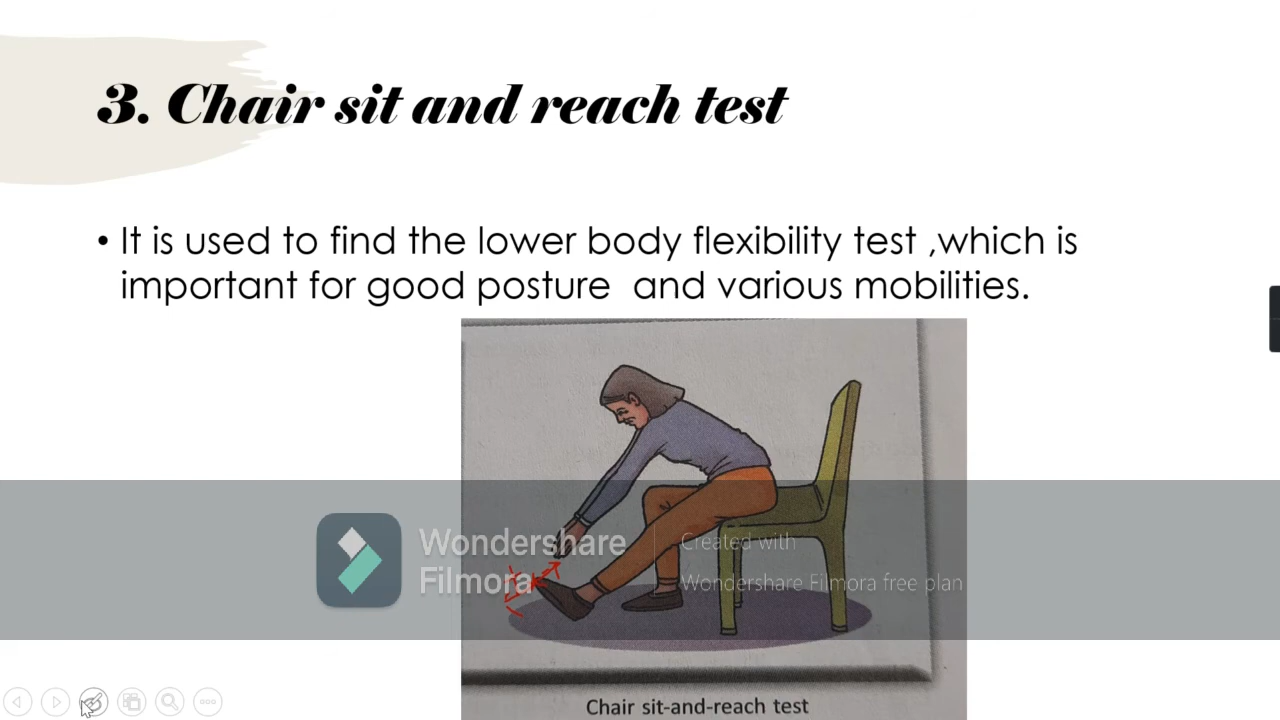 3. Chair sit and reach test
• It is used to find the lower body flexibility test ,which is
important for good posture and various mobilities.
Wondershare
Filmora
Created with
Wondershare Filmora free plan
Chair sit-and-reach test